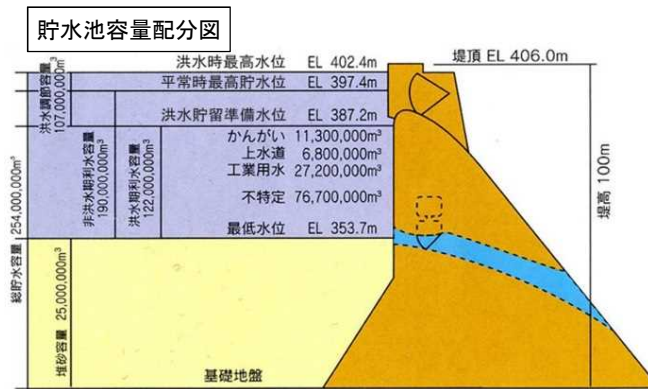 貯水池容量配分図
洪水時最高水位 EL 402.4m
堤頂 EL 406.0m
平常時最高貯水位 EL 397.4m
洪水貯留準備水位 EL 387.2m
かんがい 11,300,000m³
上水道 6,800,000m³
工業用水 27,200,000m³
不特定 76,700,000m³
最低水位 EL 353.7m
洪水調節容量
107,000,000m³
非洪水期利水容量
190,000,000m³
洪水期利水容量
122,000,000m³
総貯水容量 254,000,000m³
堆砂容量 25,000,000m³
堤高 100m
基礎地盤